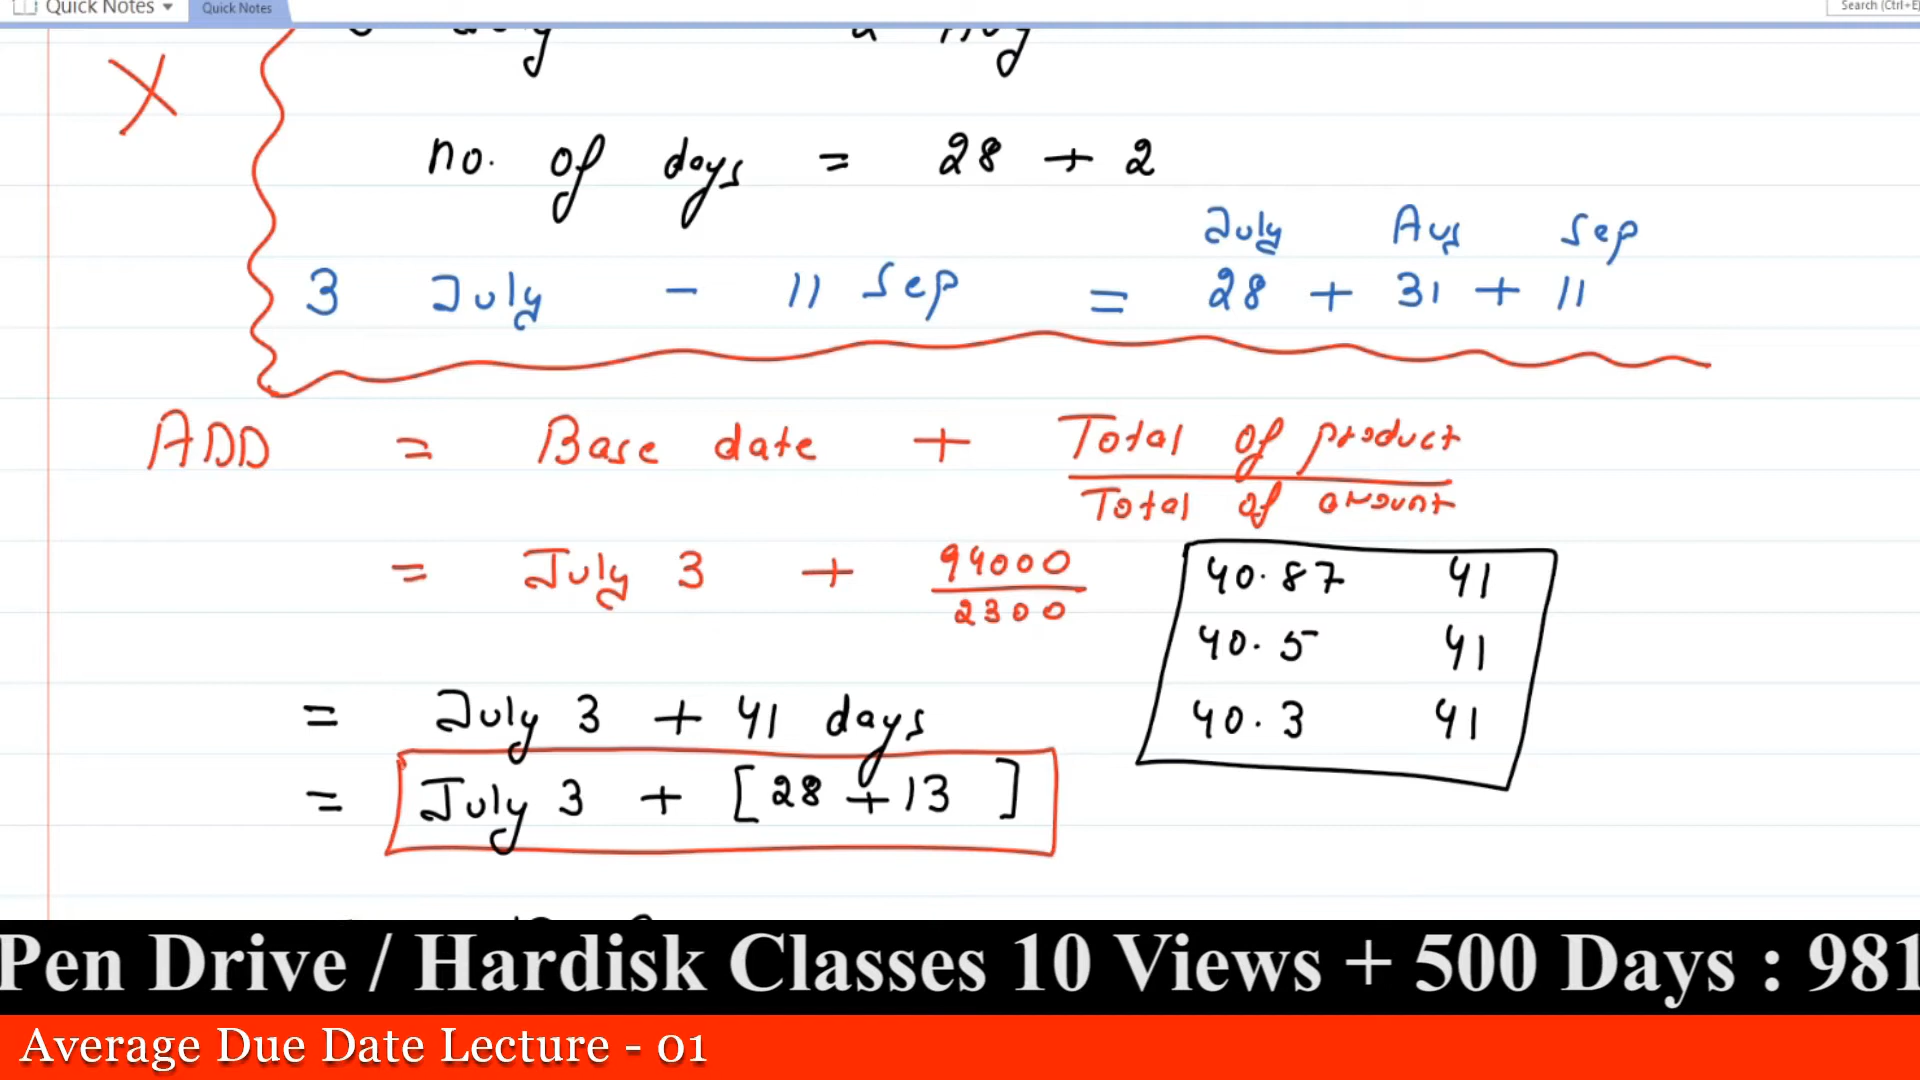 Quick Notes Quick Notes Search (Ctrl+E)
no. of days = 28 + 2
July Aug Sep
3 July - 11 Sep = 28 + 31 + 11
ADD = Base date + Total of product
Total of amount
= July 3 + 94000
2300
40.87 41
40.5 41
40.3 41
= July 3 + 41 days
= July 3 + [28 + 13 ]
Pen Drive / Hardisk Classes 10 Views + 500 Days : 981
Average Due Date Lecture - 01